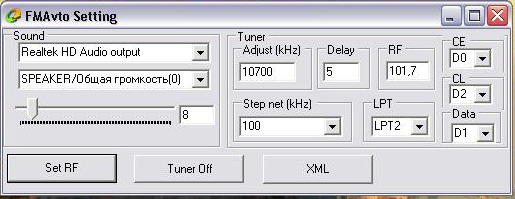 FMAvto Setting
Sound
Realtek HD Audio output
SPEAKER/Общая громкость(0)
8
Tuner
Adjust (kHz)
10700
Delay
5
RF
101,7
Step net (kHz)
100
LPT
LPT2
CE
D0
CL
D2
Data
D1
Set RF
Tuner Off
XML